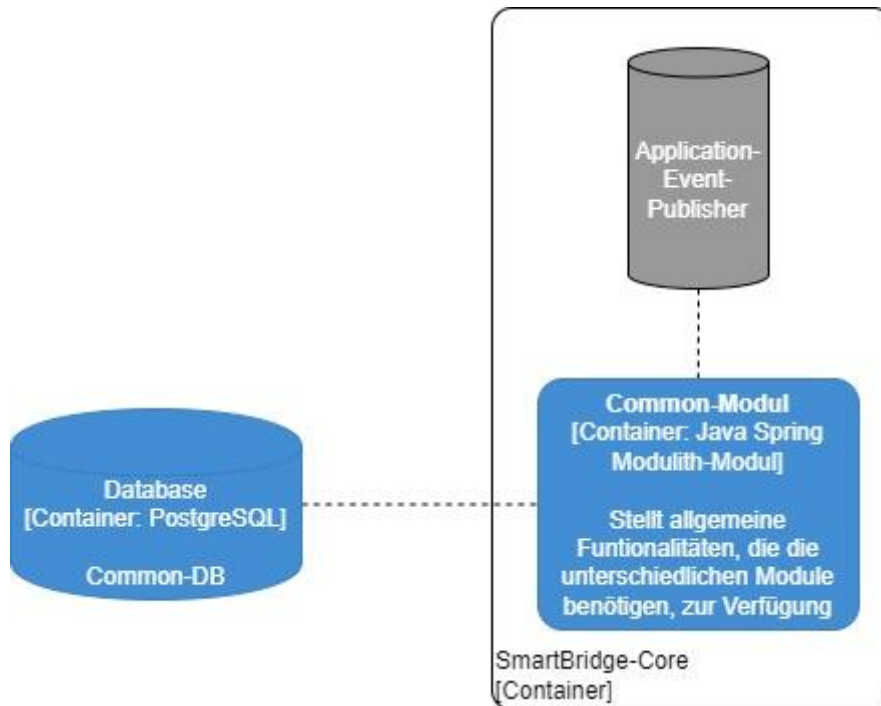 Application-
Event-
Publisher
Common-Modul
[Container: Java Spring
Modulith-Modul]
Stellt allgemeine
Funtionalitäten, die die
unterschiedlichen Module
benötigen, zur Verfügung
Database
[Container: PostgreSQL]
Common-DB
SmartBridge-Core
[Container]